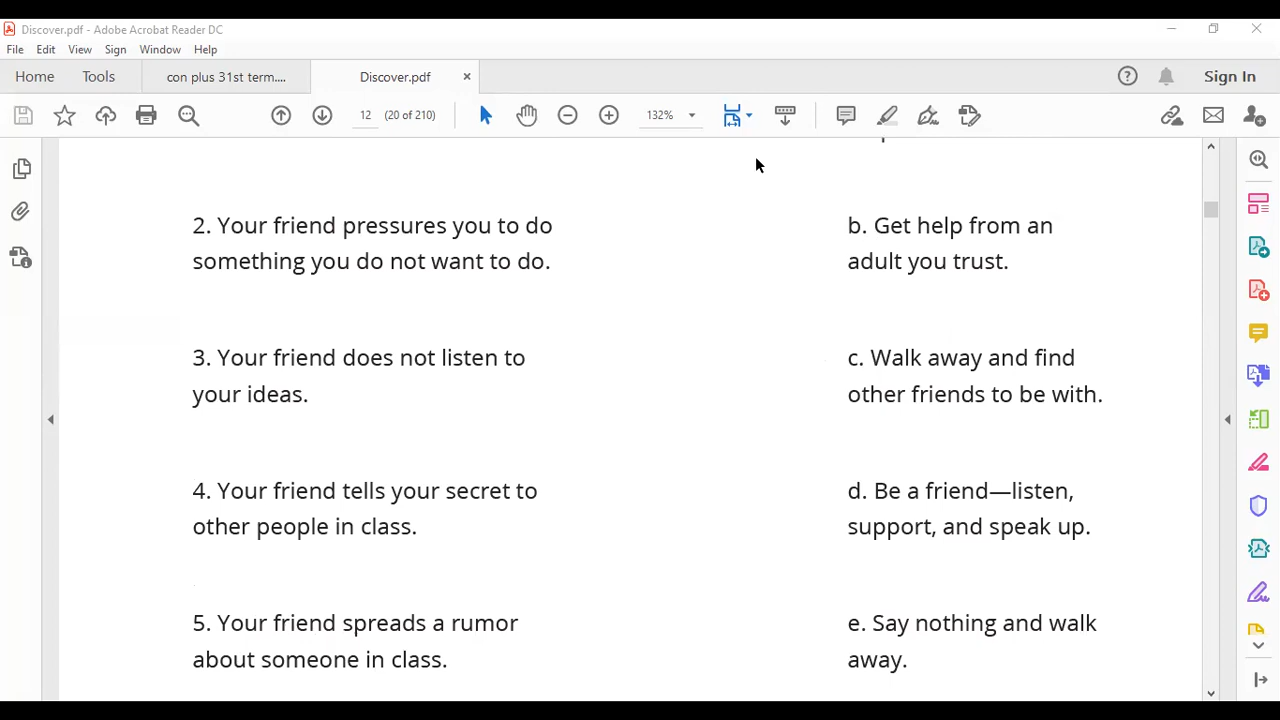 Discover.pdf - Adobe Acrobat Reader DC
File Edit View Sign Window Help
Home Tools con plus 31st term.... Discover.pdf × Sign In
12 (20 of 210) 132%
2. Your friend pressures you to do
something you do not want to do.
b. Get help from an
adult you trust.
3. Your friend does not listen to
your ideas.
c. Walk away and find
other friends to be with.
4. Your friend tells your secret to
other people in class.
d. Be a friend—listen,
support, and speak up.
5. Your friend spreads a rumor
about someone in class.
e. Say nothing and walk
away.